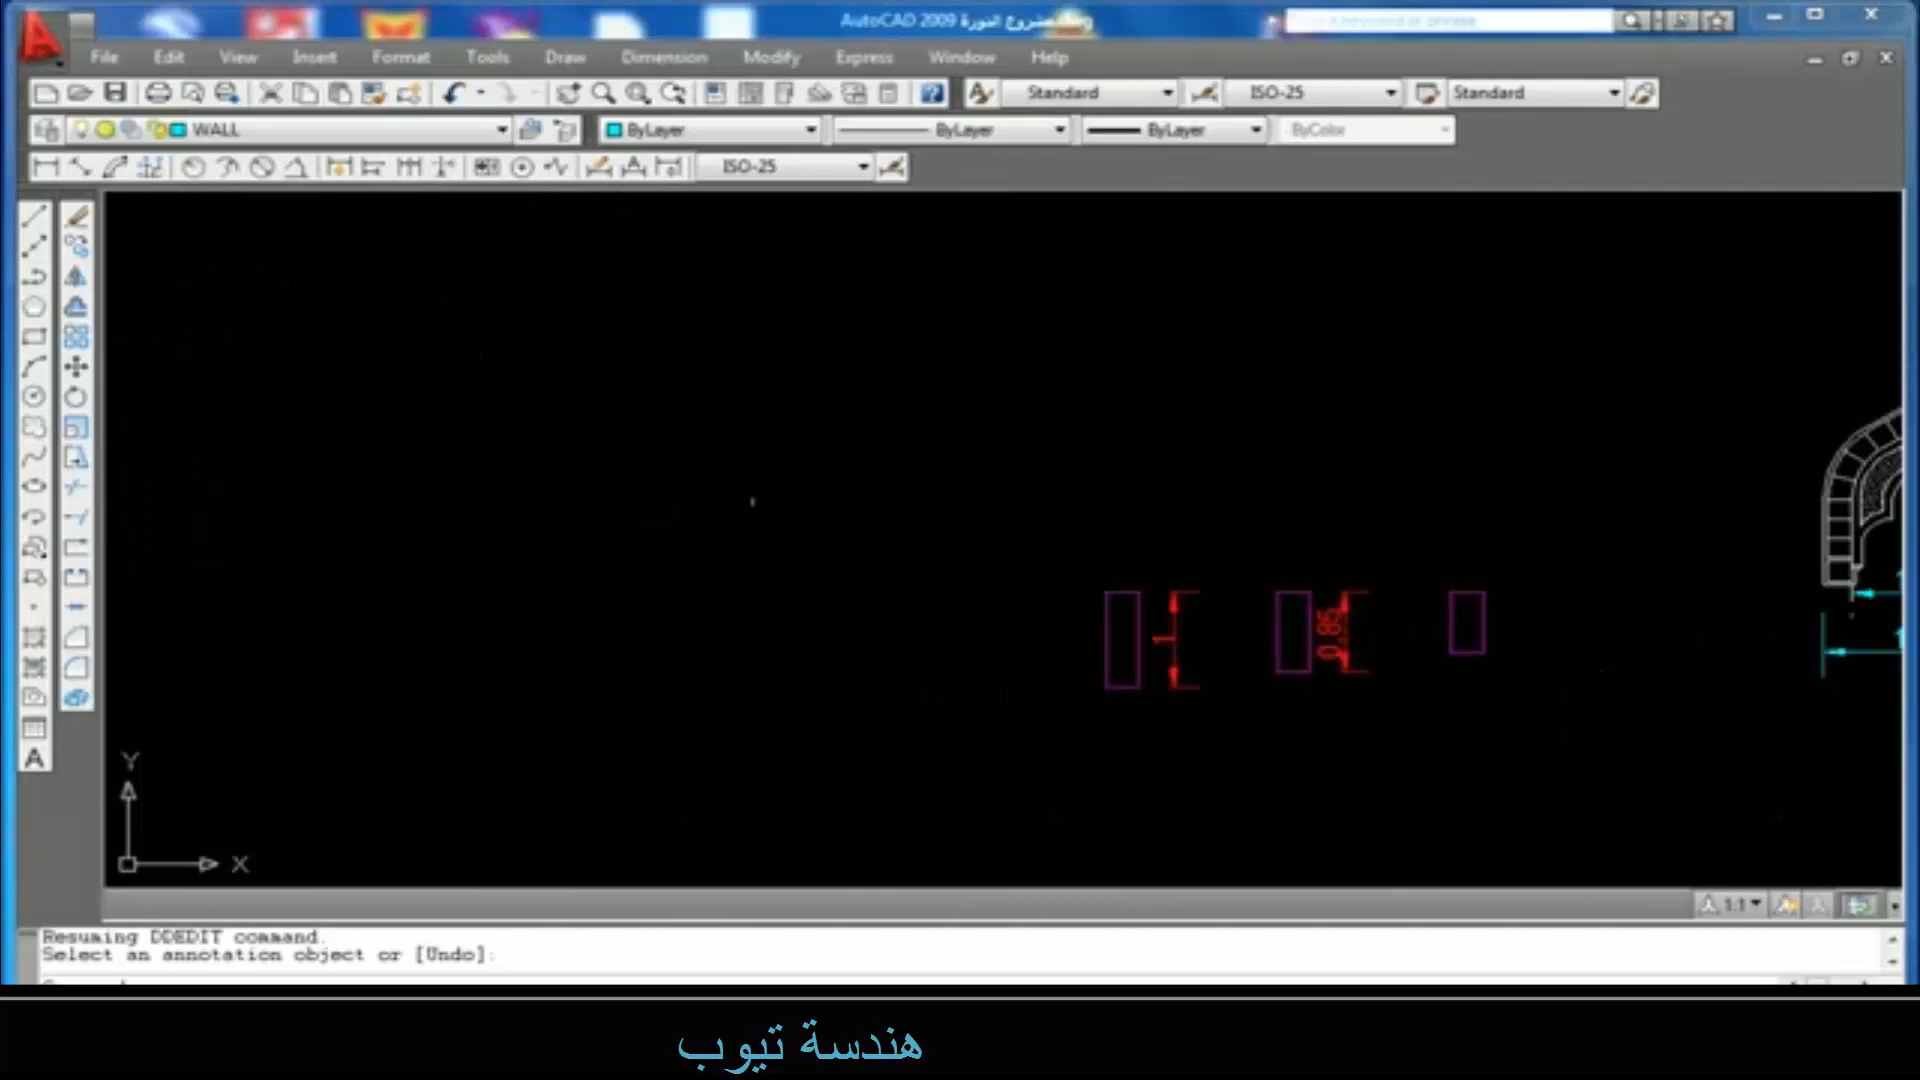 AutoCAD 2009
File Edit View Insert Format Tools Draw Dimension Modify Express Window Help
Standard ISO-25 Standard
WALL ByLayer ByLayer ByLayer ByColor
ISO-25
1 0.85
Y
X
1:1
Resuming DDEDIT command.
Select an annotation object or [Undo]:
هندسة تيوب